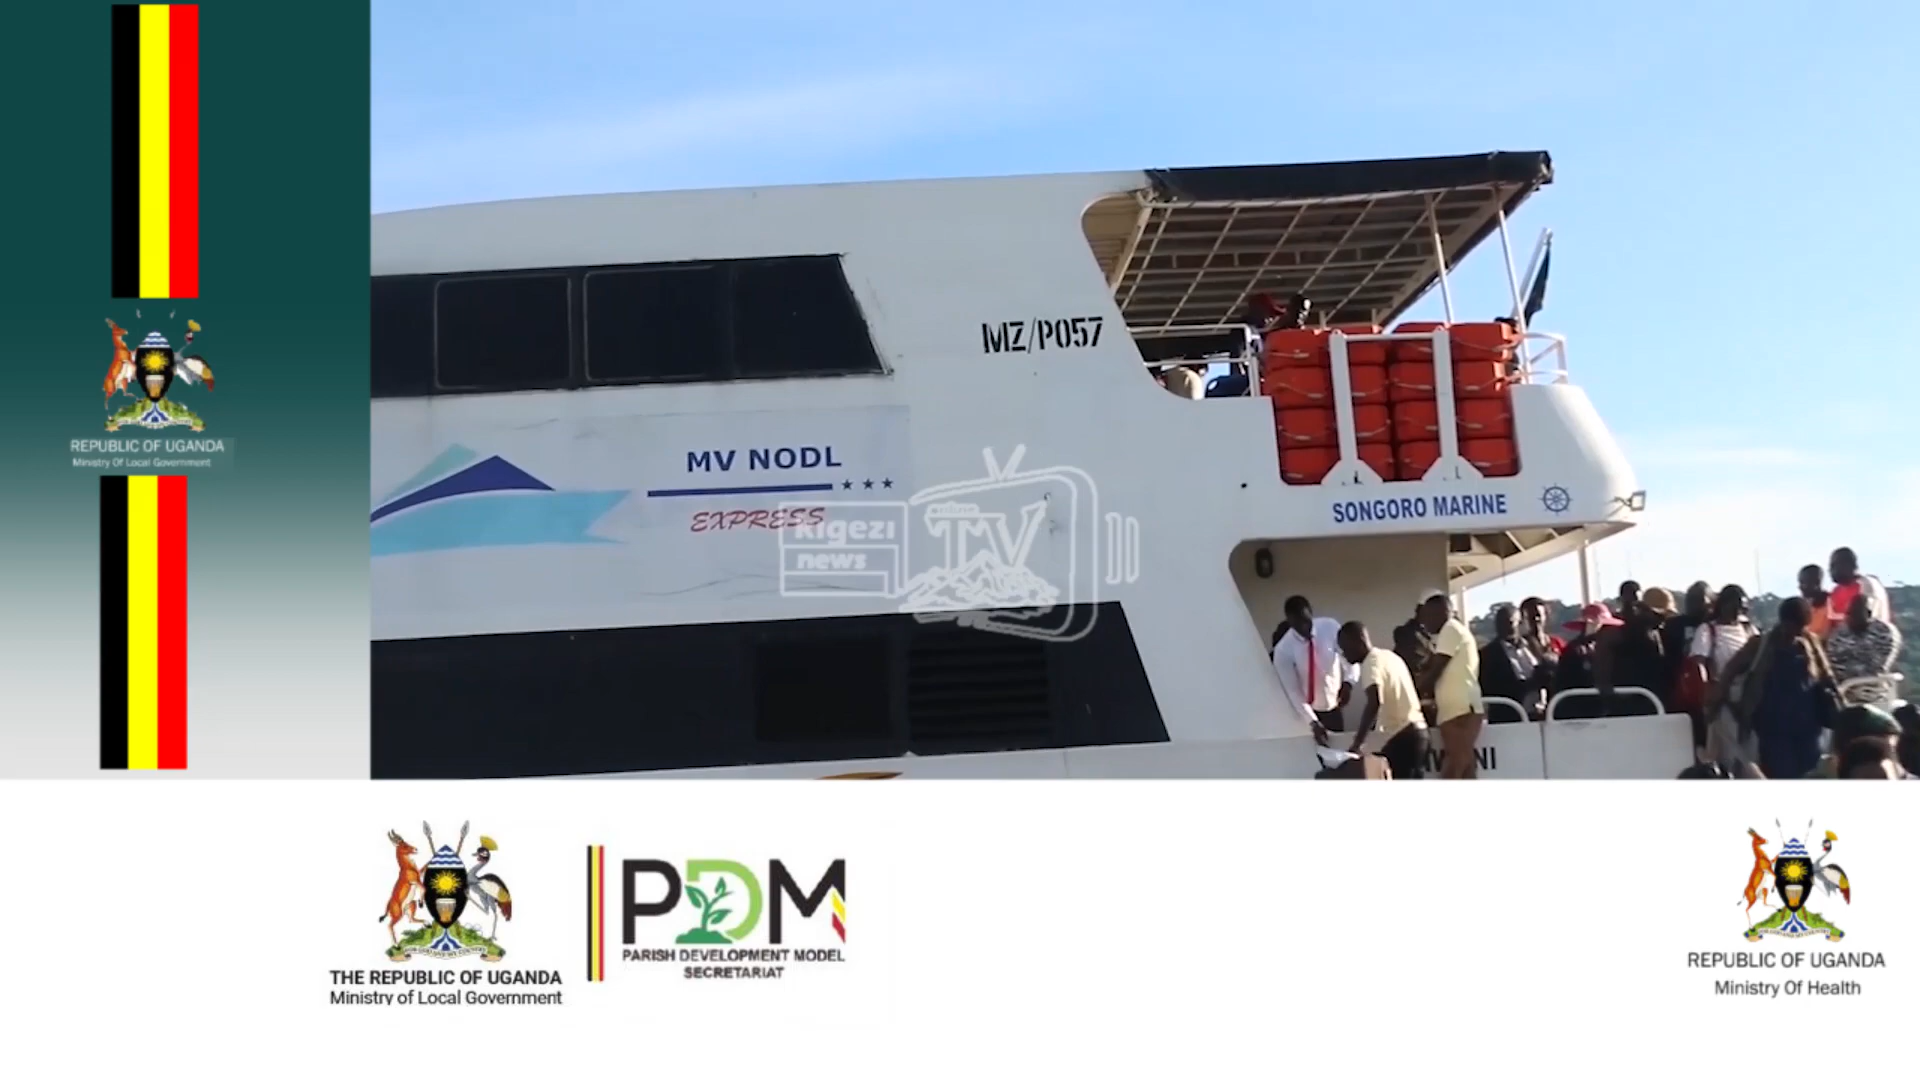 REPUBLIC OF UGANDA
Ministry Of Local Government
MZ/P057
MV NODL
EXPRESS
SONGORO MARINE
Kigezi
news
online
TV
THE REPUBLIC OF UGANDA
Ministry of Local Government
PDM
PARISH DEVELOPMENT MODEL
SECRETARIAT
REPUBLIC OF UGANDA
Ministry Of Health